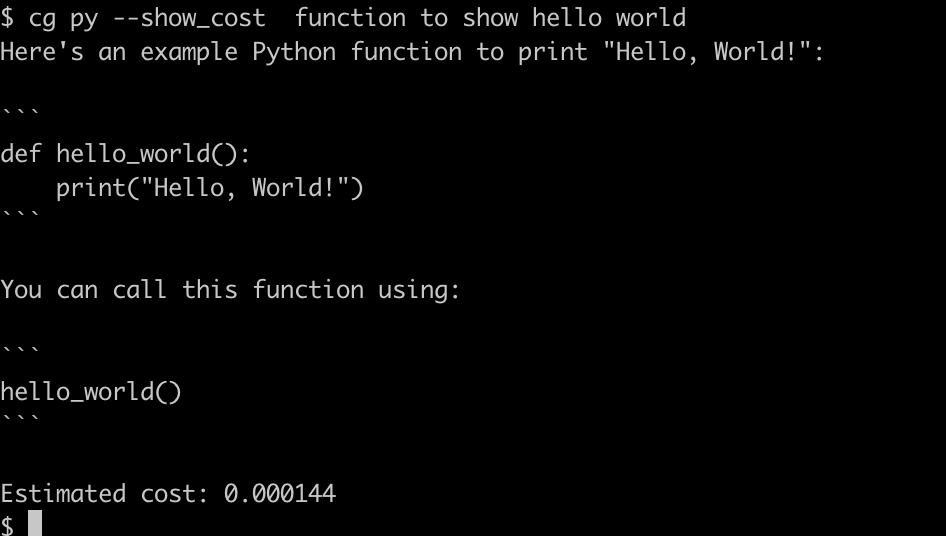 $ cg py --show_cost  function to show hello world
Here's an example Python function to print "Hello, World!":
```
def hello_world():
    print("Hello, World!")
```
You can call this function using:
```
hello_world()
```
Estimated cost: 0.000144
$